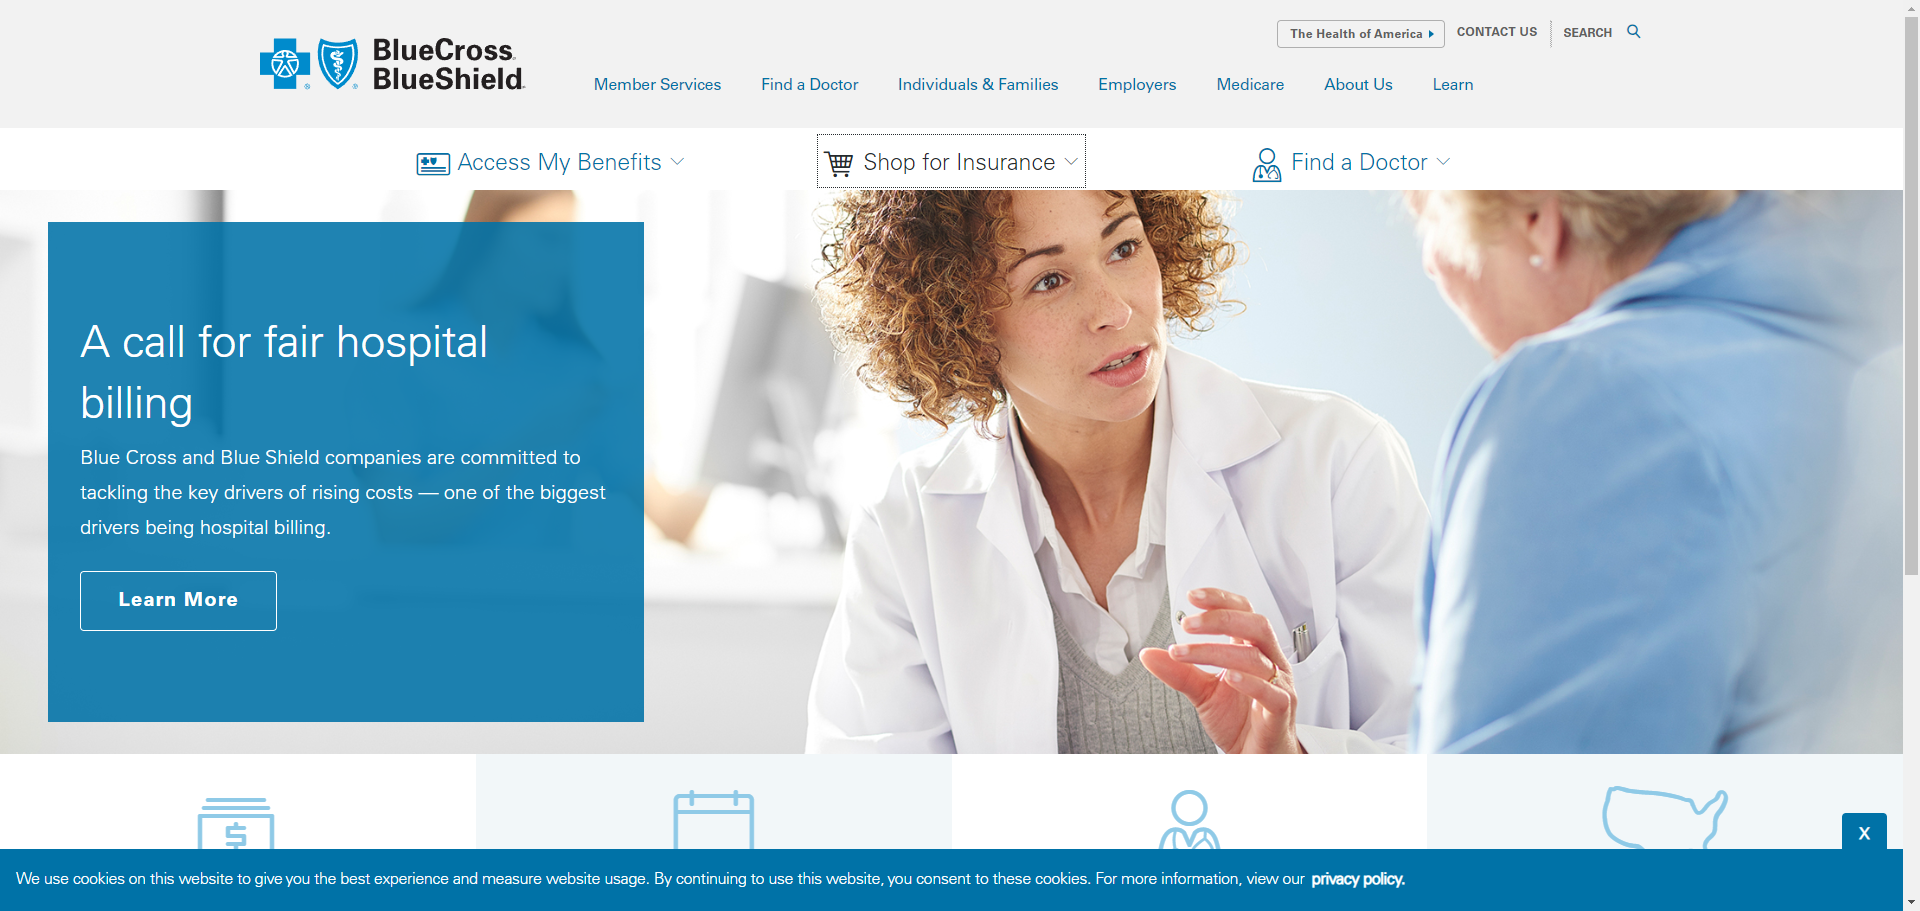 The Health of America
CONTACT US
SEARCH
BlueCross
BlueShield
Member Services
Find a Doctor
Individuals & Families
Employers
Medicare
About Us
Learn
Access My Benefits
Shop for Insurance
Find a Doctor
A call for fair hospital
billing
Blue Cross and Blue Shield companies are committed to
tackling the key drivers of rising costs — one of the biggest
drivers being hospital billing.
Learn More
$
X
We use cookies on this website to give you the best experience and measure website usage. By continuing to use this website, you consent to these cookies. For more information, view our privacy policy.